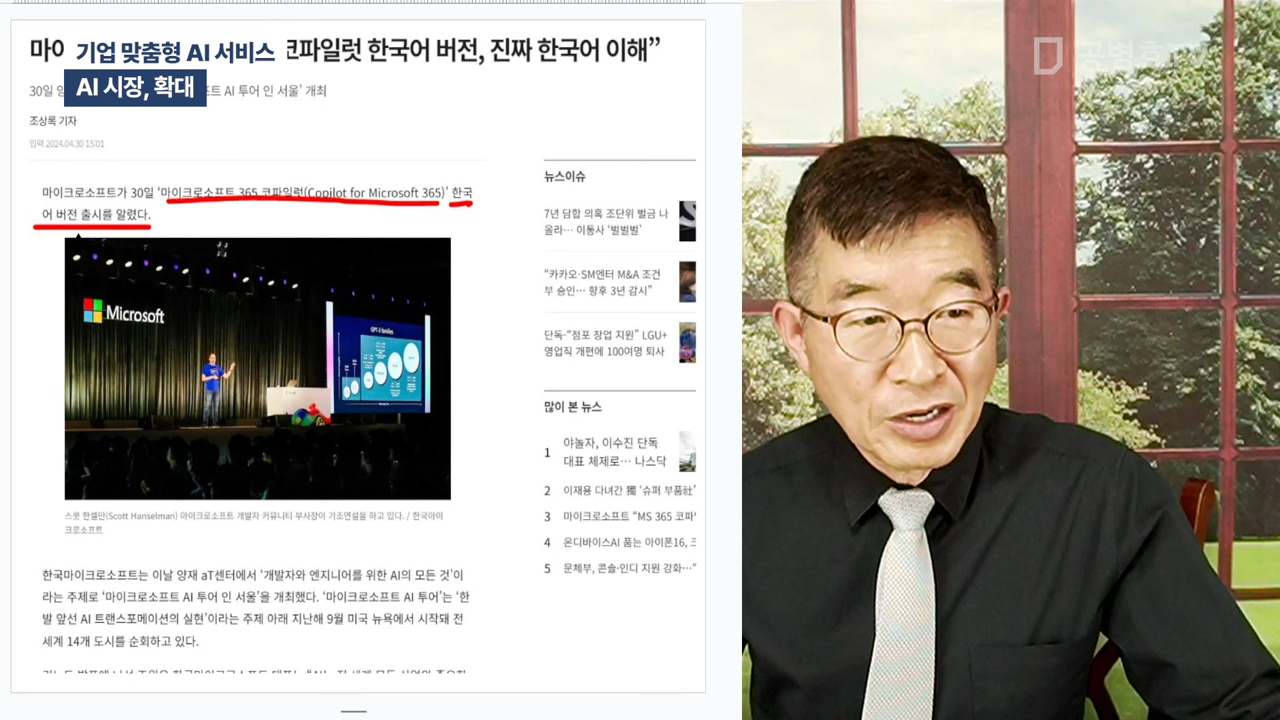 마이 기업 맞춤형 AI 서비스 코파일럿 한국어 버전, 진짜 한국어 이해”
AI 시장, 확대
30일 양 트 AI 투어 인 서울’ 개최
조상록 기자
입력 2024.04.30 15:01
마이크로소프트가 30일 ‘마이크로소프트 365 코파일럿(Copilot for Microsoft 365)’ 한국
어 버전 출시를 알렸다.
Microsoft
스콧 한셀만(Scott Hanselman) 마이크로소프트 개발자 커뮤니티 부사장이 기조연설을 하고 있다. / 한국마이
크로소프트
한국마이크로소프트는 이날 양재 aT센터에서 ‘개발자와 엔지니어를 위한 AI의 모든 것’이
라는 주제로 ‘마이크로소프트 AI 투어 인 서울’을 개최했다. ‘마이크로소프트 AI 투어’는 ‘한
발 앞선 AI 트랜스포메이션의 실현’이라는 주제 아래 지난해 9월 미국 뉴욕에서 시작돼 전
세계 14개 도시를 순회하고 있다.
뉴스이슈
7년 담합 의혹 조단위 벌금 나
올라… 이통사 ‘벌벌벌’
“카카오-SM엔터 M&A 조건
부 승인… 향후 3년 감시”
단독-“점포 창업 지원” LGU+
영업직 개편에 100여명 퇴사
많이 본 뉴스
1 야놀자, 이수진 단독
대표 체제로… 나스닥
2 이재용 다녀간 獨 ‘슈퍼 부품社’
3 마이크로소프트 “MS 365 코파
4 온디바이스AI 품는 아이폰16,
5 문체부, 콘솔·인디 지원 강화…“
공병호